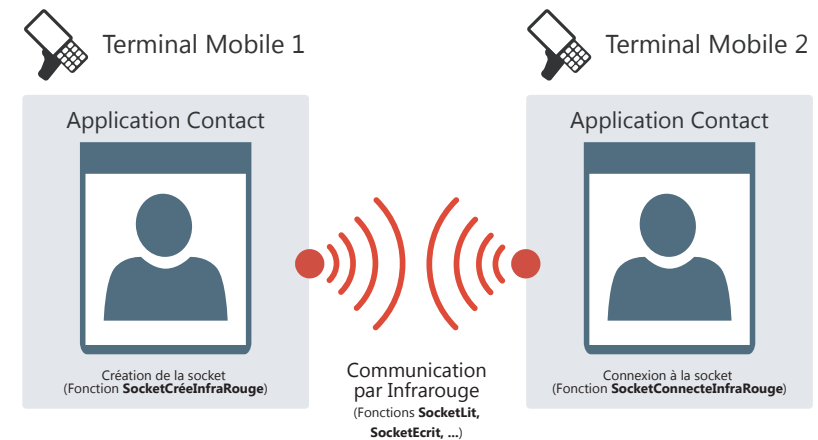 Terminal Mobile 1
Terminal Mobile 2
Application Contact
Application Contact
Création de la socket
(Fonction SocketCréeInfraRouge)
Communication
par Infrarouge
(Fonctions SocketLit,
SocketEcrit, ...)
Connexion à la socket
(Fonction SocketConnecteInfraRouge)